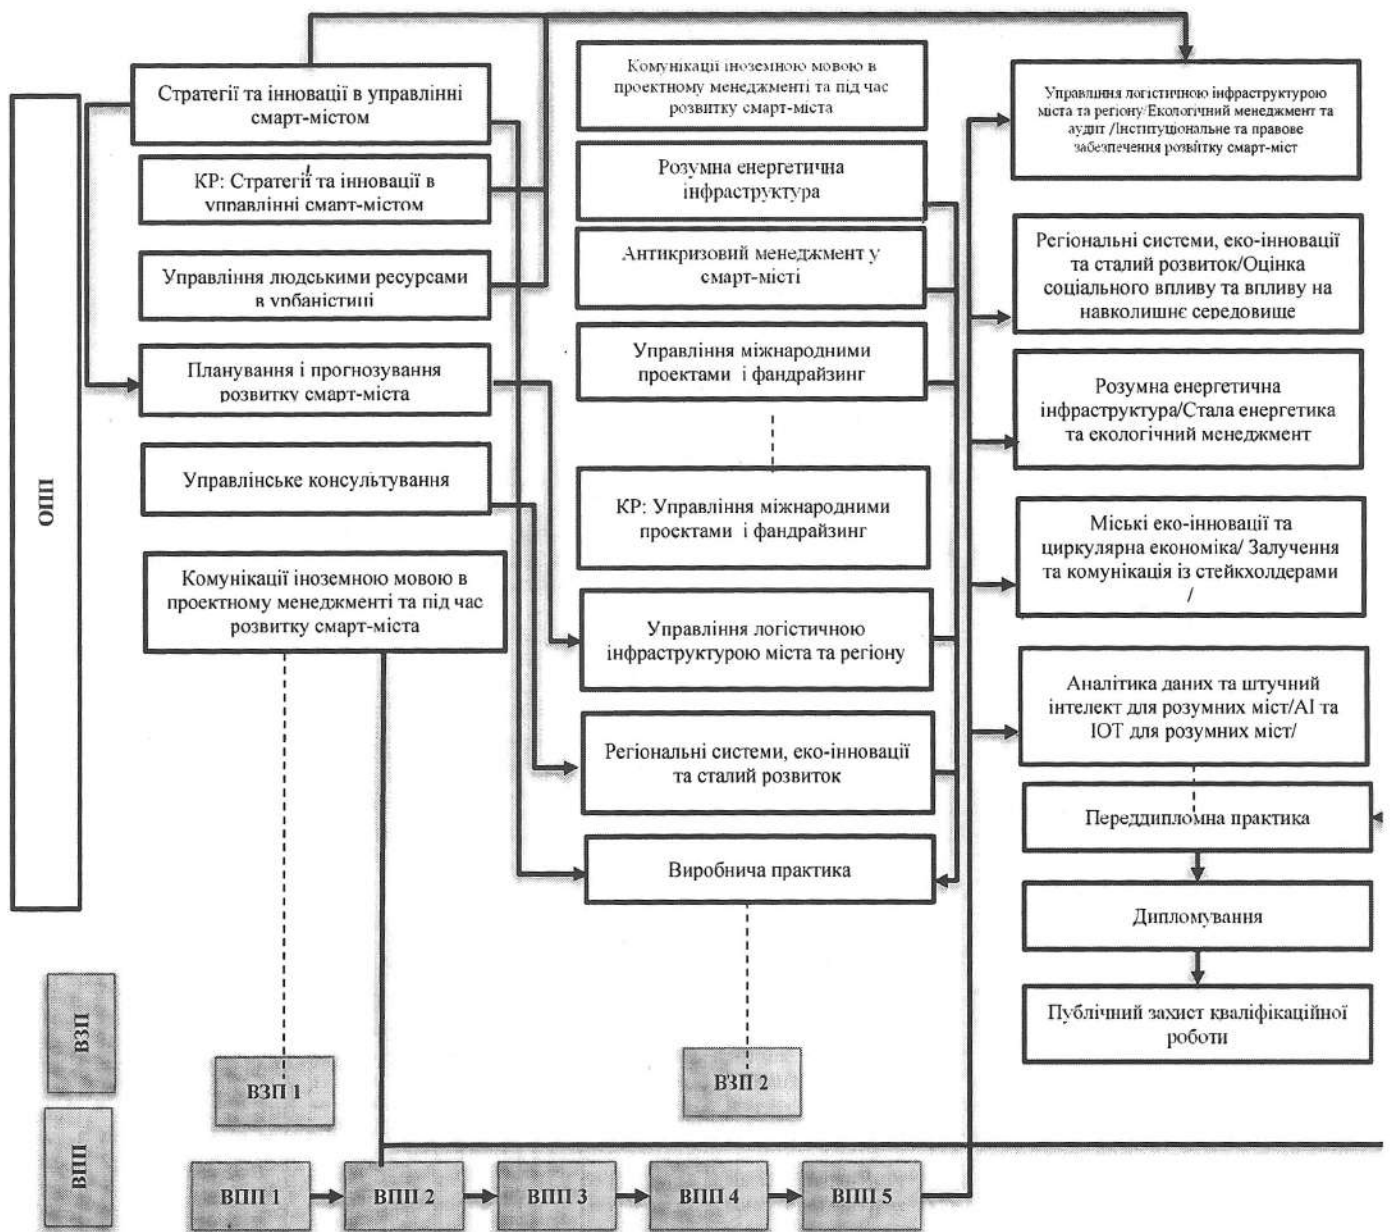 ОПП
Стратегії та інновації в управлінні
смарт-містом
КР: Стратегії та інновації в
управлінні смарт-містом
Управління людськими ресурсами
в урбаністиці
Планування і прогнозування
розвитку смарт-міста
Управлінське консультування
Комунікації іноземною мовою в
проектному менеджменті та під час
розвитку смарт-міста
Комунікації іноземною мовою в
проектному менеджменті та під час
розвитку смарт-міста
Розумна енергетична
інфраструктура
Антикризовий менеджмент у
смарт-місті
Управління міжнародними
проектами і фандрайзинг
КР: Управління міжнародними
проектами і фандрайзинг
Управління логістичною
інфраструктурою міста та регіону
Регіональні системи, еко-інновації
та сталий розвиток
Виробнича практика
Управління логістичною інфраструктурою
міста та регіону/Екологічний менеджмент та
аудит /Інституціональне та правове
забезпечення розвитку смарт-міст
Регіональні системи, еко-інновації
та сталий розвиток/Оцінка
соціального впливу та впливу на
навколишнє середовище
Розумна енергетична
інфраструктура/Стала енергетика
та екологічний менеджмент
Міські еко-інновації та
циркулярна економіка/ Залучення
та комунікація із стейкхолдерами
/
Аналітика даних та штучний
інтелект для розумних міст/AI та
IOT для розумних міст/
Переддипломна практика
Дипломування
Публічний захист кваліфікаційної
роботи
ВЗП
ВЗП 1
ВЗП 2
ВПП
ВПП 1
ВПП 2
ВПП 3
ВПП 4
ВПП 5